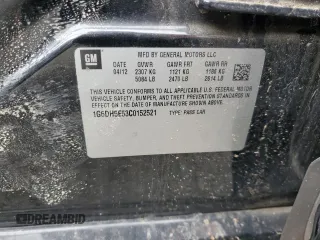 GM
MFD BY GENERAL MOTORS LLC
DATE GVWR GAWR FRT GAWR RR
04/12 2307 KG 1121 KG 1186 KG
5084 LB 2470 LB 2614 LB
THIS VEHICLE CONFORMS TO ALL APPLICABLE U.S. FEDERAL MOTOR
VEHICLE SAFETY, BUMPER, AND THEFT PREVENTION STANDARDS
IN EFFECT ON THE DATE OF MANUFACTURE SHOWN ABOVE.
1G6DH5E53C0152521 TYPE: PASS CAR
DREAMBID